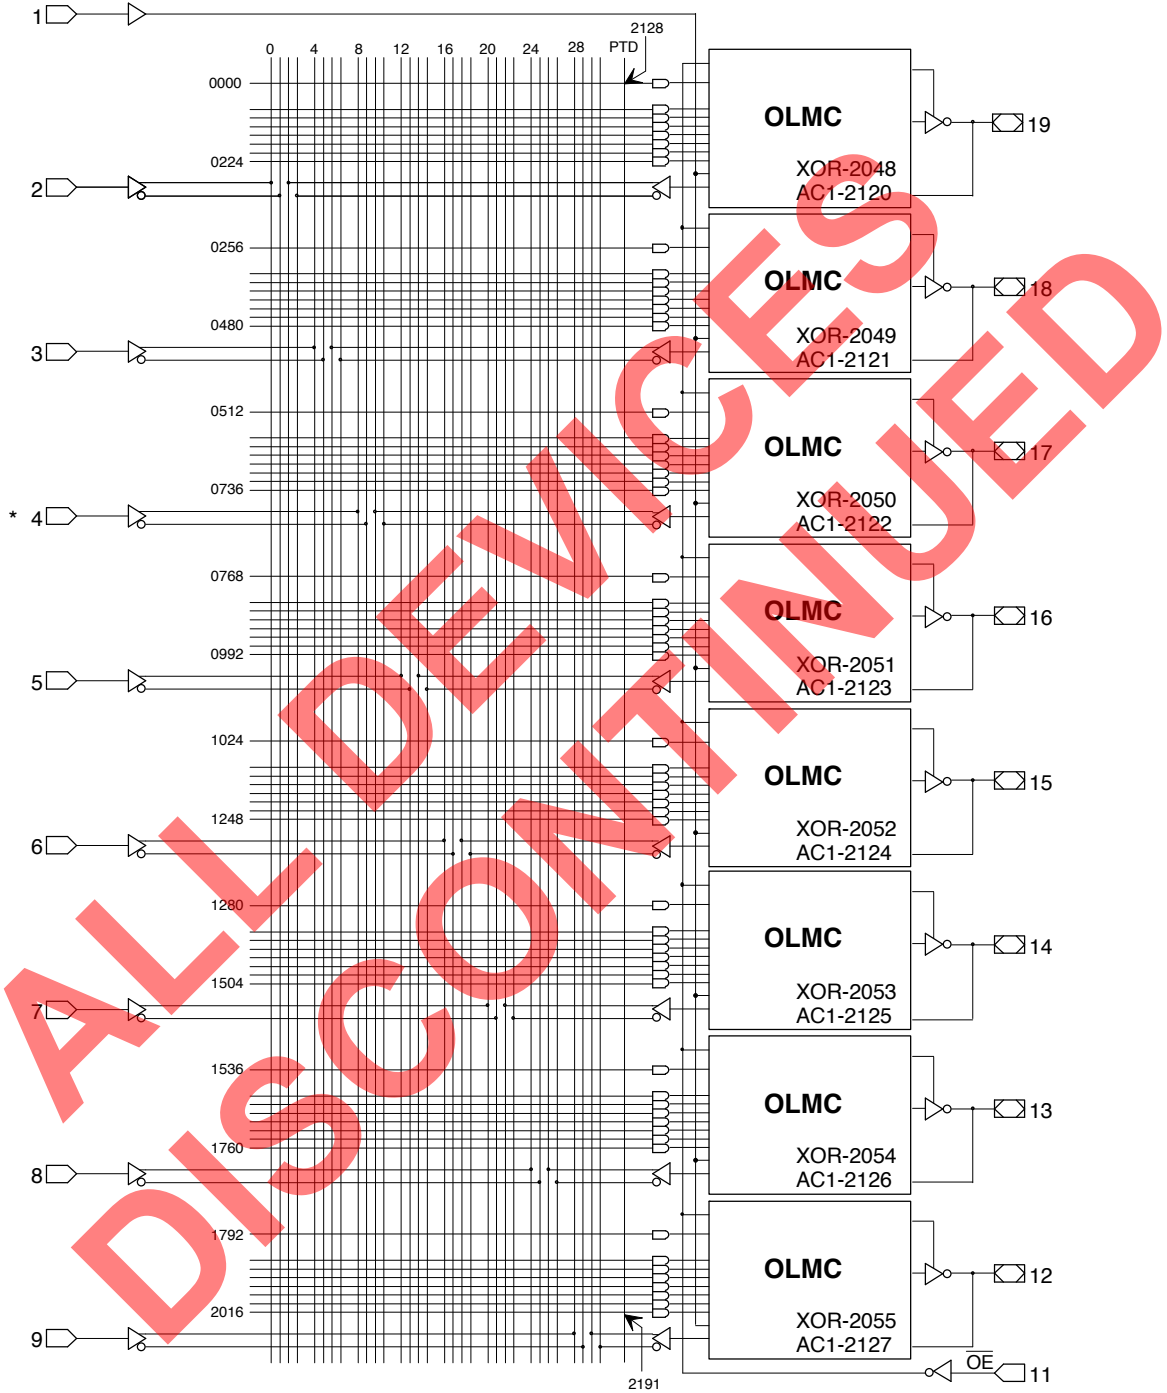 1
2128
0 4 8 12 16 20 24 28 PTD
0000
OLMC
19
0224
XOR-2048
AC1-2120
2
0256
OLMC
18
0480
XOR-2049
AC1-2121
3
0512
OLMC
17
0736
XOR-2050
AC1-2122
* 4
0768
OLMC
16
0992
XOR-2051
AC1-2123
5
1024
OLMC
15
1248
XOR-2052
AC1-2124
6
1280
OLMC
14
1504
XOR-2053
AC1-2125
7
1536
OLMC
13
1760
XOR-2054
AC1-2126
8
1792
OLMC
12
2016
XOR-2055
AC1-2127
9
OE
11
2191
ALL DEVICES
DISCONTINUED